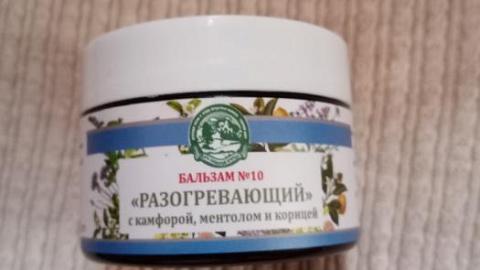 БАЛЬЗАМ №10
«РАЗОГРЕВАЮЩИЙ»
с камфорой, ментолом и корицей